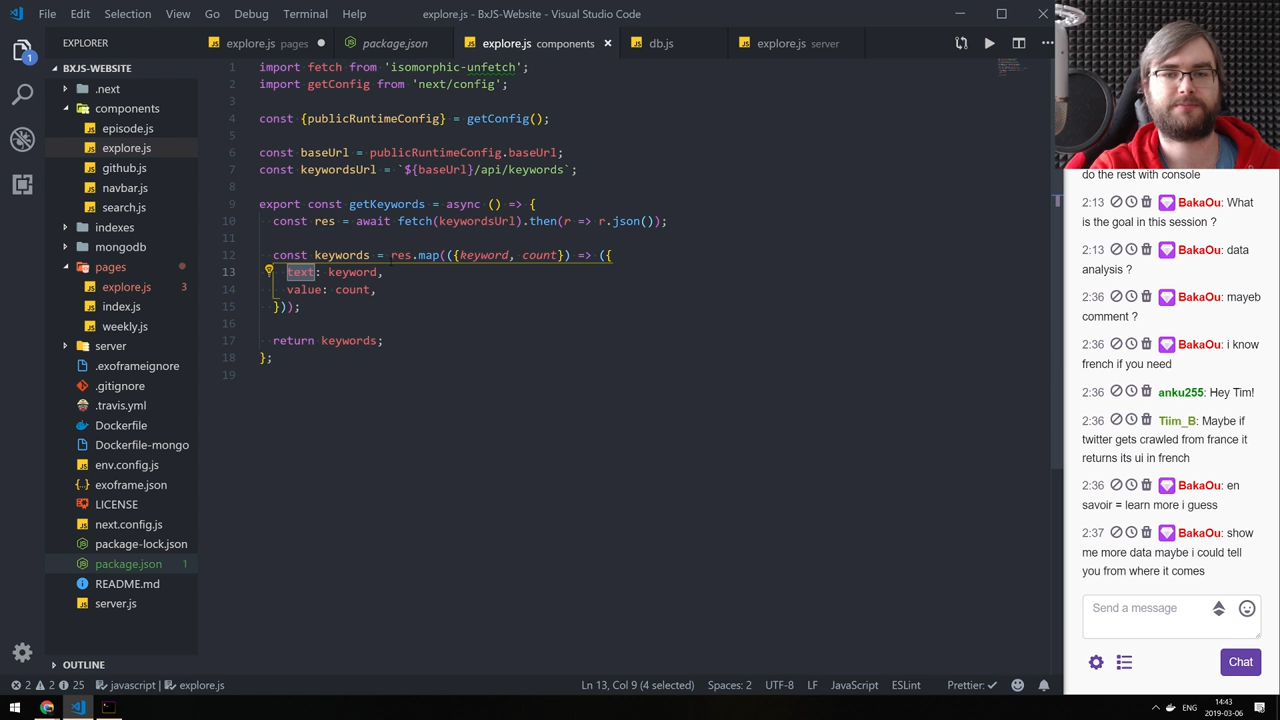 File Edit Selection View Go Debug Terminal Help explore.js - BxJS-Website - Visual Studio Code
EXPLORER
explore.js pages
package.json
explore.js components ×
db.js
explore.js server
BXJS-WEBSITE
.next
components
episode.js
explore.js
github.js
navbar.js
search.js
indexes
mongodb
pages
explore.js 3
index.js
weekly.js
server
.exoframeignore
.gitignore
.travis.yml
Dockerfile
Dockerfile-mongo
env.config.js
exoframe.json
LICENSE
next.config.js
package-lock.json
package.json 1
README.md
server.js
OUTLINE
1 import fetch from 'isomorphic-unfetch';
2 import getConfig from 'next/config';
3
4 const {publicRuntimeConfig} = getConfig();
5
6 const baseUrl = publicRuntimeConfig.baseUrl;
7 const keywordsUrl = `${baseUrl}/api/keywords`;
8
9 export const getKeywords = async () => {
10 const res = await fetch(keywordsUrl).then(r => r.json());
11
12 const keywords = res.map(({keyword, count}) => ({
13 text: keyword,
14 value: count,
15 }));
16
17 return keywords;
18 };
19
do the rest with console
2:13 BakaOu: What
is the goal in this session ?
2:13 BakaOu: data
analysis ?
2:36 BakaOu: mayeb
comment ?
2:36 BakaOu: i know
french if you need
2:36 anku255: Hey Tim!
2:36 Tiim_B: Maybe if
twitter gets crawled from france it
returns its ui in french
2:36 BakaOu: en
savoir = learn more i guess
2:37 BakaOu: show
me more data maybe i could tell
you from where it comes
Send a message
Chat
2 2 25 javascript explore.js Ln 13, Col 9 (4 selected) Spaces: 2 UTF-8 LF JavaScript ESLint Prettier: ✓
ENG
14:43
2019-03-06